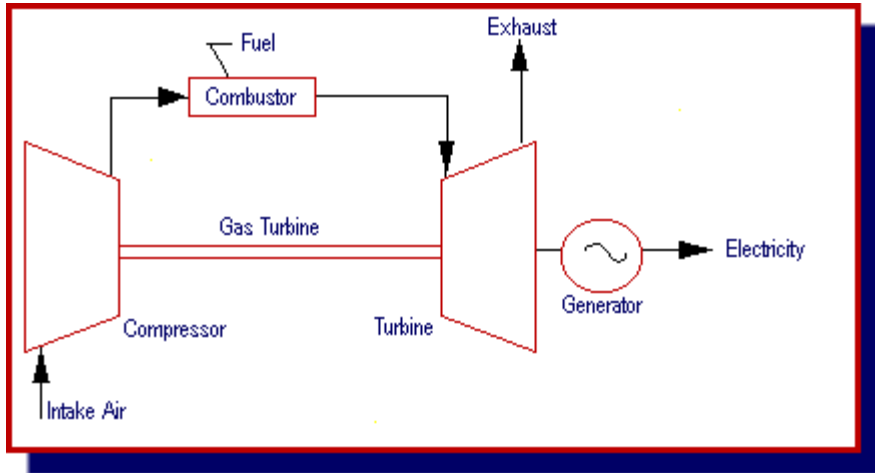 Exhaust
Fuel
Combustor
Gas Turbine
Electricity
Generator
Compressor
Turbine
Intake Air